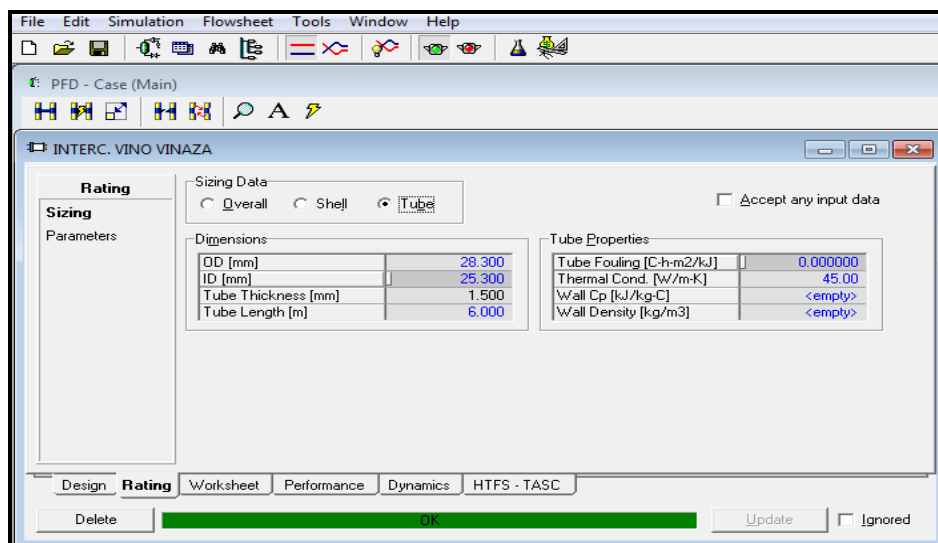 File Edit Simulation Flowsheet Tools Window Help
PFD - Case (Main)
A
INTERC. VINO VINAZA
Rating
Sizing
Parameters
Sizing Data
Overall Shell Tube
Accept any input data
Dimensions
OD [mm] 28.300
ID [mm] 25.300
Tube Thickness [mm] 1.500
Tube Length [m] 6.000
Tube Properties
Tube Fouling [C-h-m2/kJ] 0.000000
Thermal Cond. [W/m-K] 45.00
Wall Cp [kJ/kg-C] <empty>
Wall Density [kg/m3] <empty>
Design Rating Worksheet Performance Dynamics HTFS - TASC
Delete OK Update Ignored